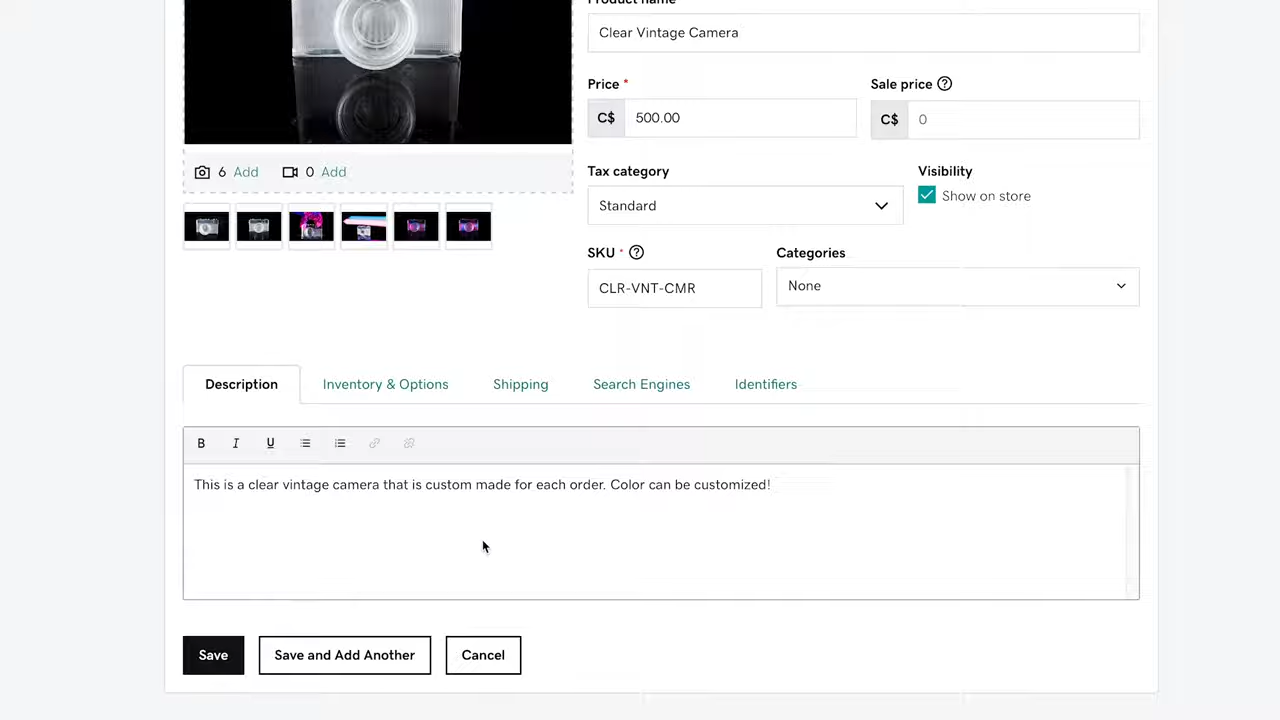 Product name
Clear Vintage Camera
Price *
Sale price
C$ 500.00
C$ 0
6 Add 0 Add
Tax category
Visibility
Standard
Show on store
SKU *
Categories
CLR-VNT-CMR
None
Description Inventory & Options Shipping Search Engines Identifiers
B I U
This is a clear vintage camera that is custom made for each order. Color can be customized!
Save Save and Add Another Cancel